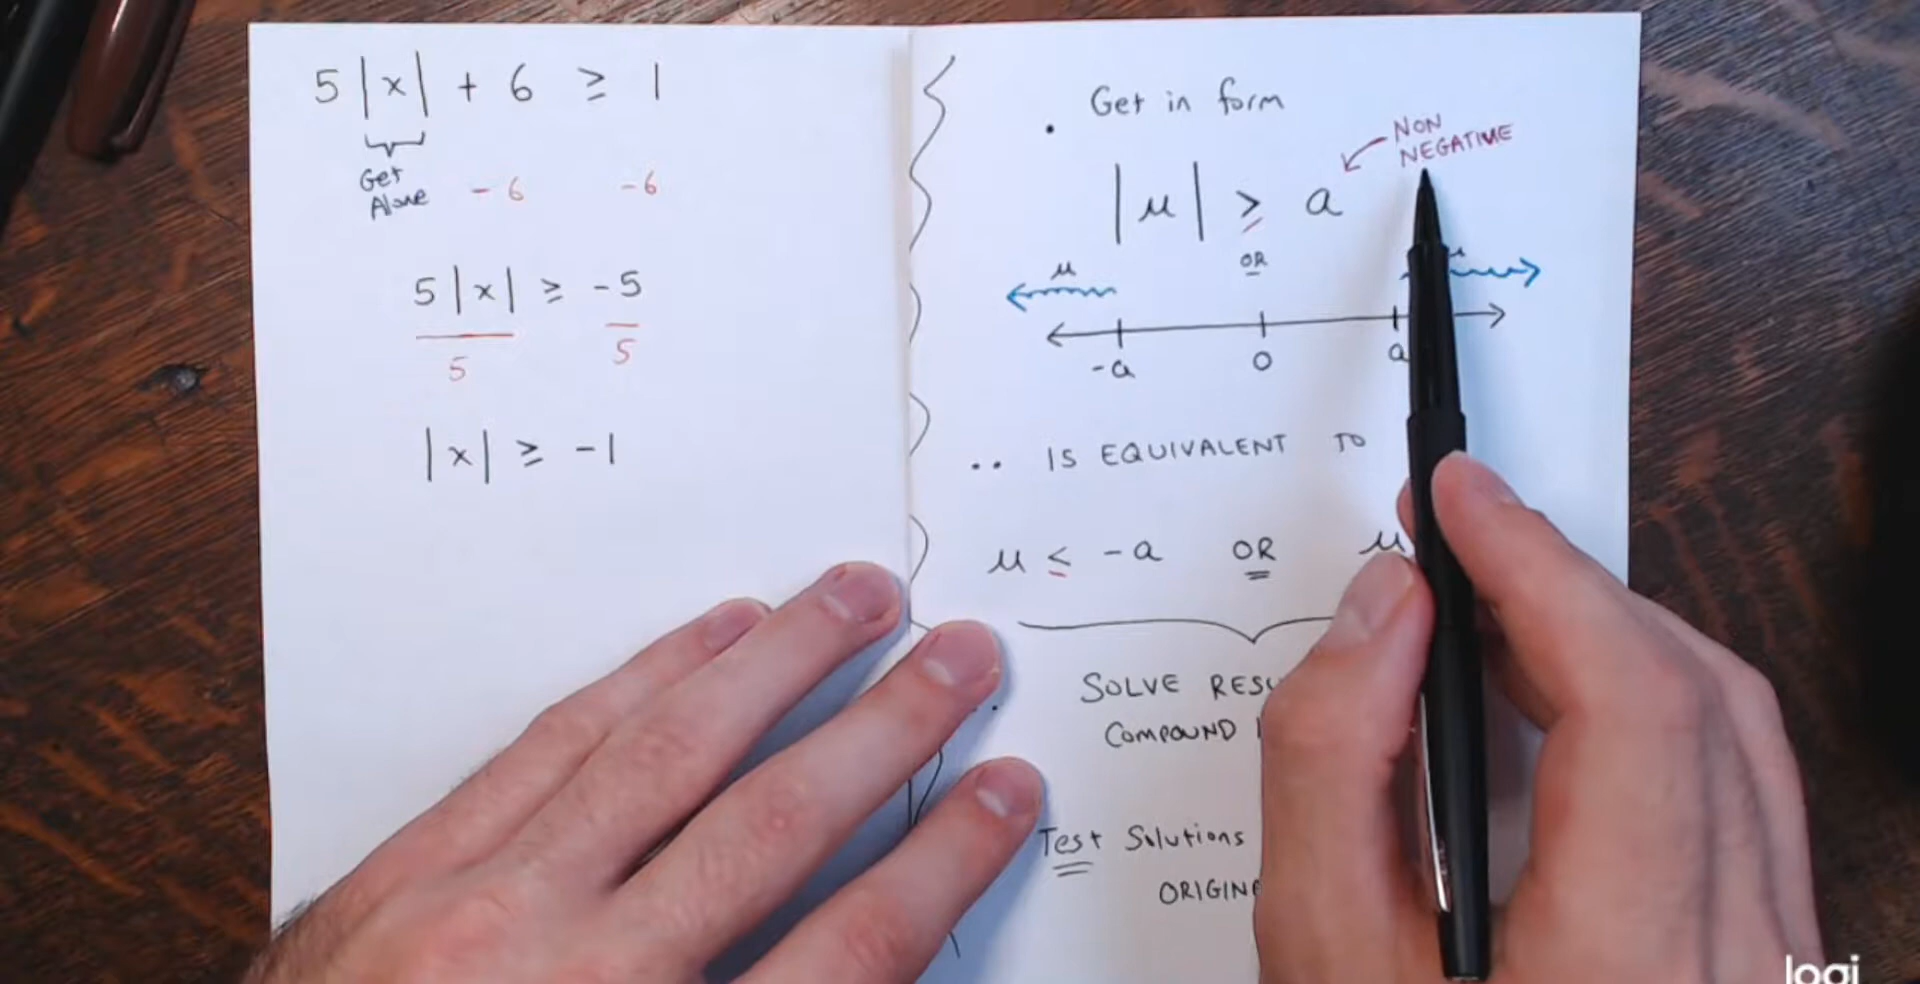 5|x| + 6 ≥ 1
Get
Alone
- 6 -6
5|x| ≥ -5
5 5
|x| ≥ -1
• Get in form
NON
NEGATIVE
|μ| ≥ a
μ OR μ
-a 0 a
•• IS EQUIVALENT TO
μ ≤ -a OR μ
SOLVE
COMPOUND
Test Solutions
logi